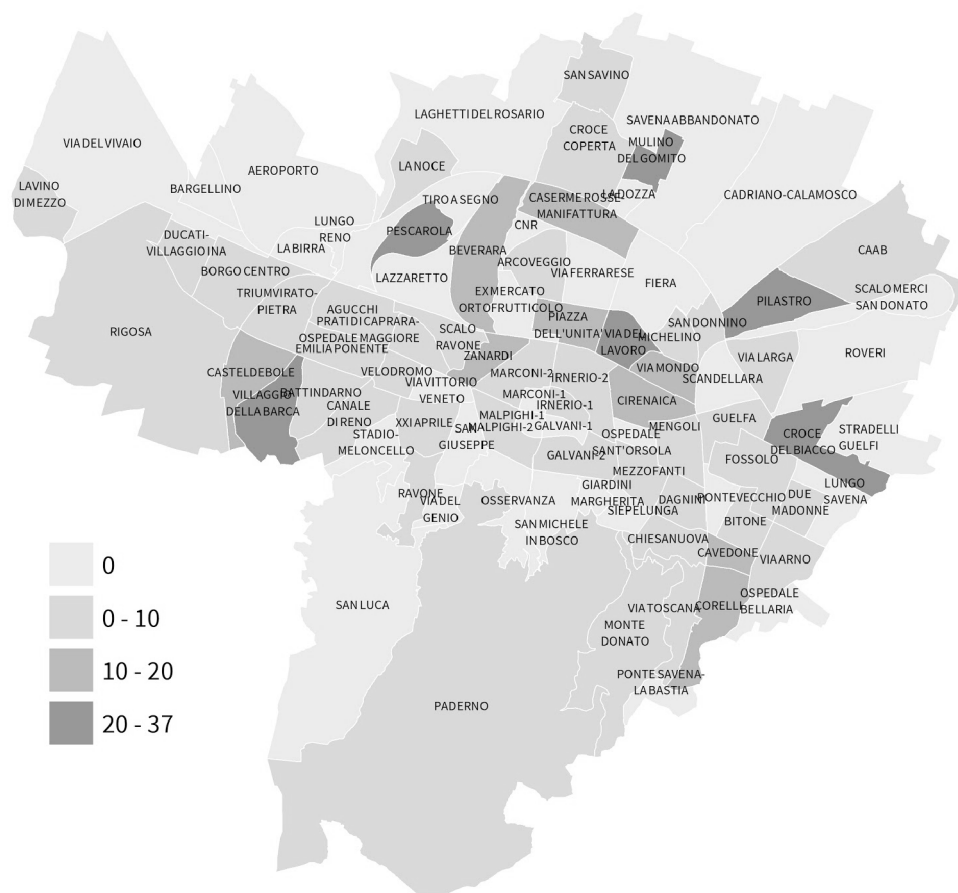 SAN SAVINO
LAGHETTI DEL ROSARIO
SAVENA ABBANDONATO
CROCE
COPERTA
MULINO
DEL GOMITO
VIA DEL VIVAIO
LA NOCE
AEROPORTO
BARGELLINO
LAVINO
DI MEZZO
TIRO A SEGNO
CASERME ROSSE-
MANIFATTURA
LA DOZZA
CADRIANO-CALAMOSCO
LUNGO
RENO
PESCAROLA
CNR
DUCATI-
VILLAGGIO INA
LA BIRRA
BEVERARA
ARCOVEGGIO
CAAB
BORGO CENTRO
LAZZARETTO
VIA FERRARESE
FIERA
SCALO MERCI
SAN DONATO
TRIUMVIRATO-
PIETRA
EX MERCATO
ORTOFRUTTICOLO
PILASTRO
AGUCCHI
PRATI DI CAPRARA-
OSPEDALE MAGGIORE
EMILIA PONENTE
PIAZZA
DELL'UNITA'
VIA DEL
LAVORO
SAN DONNINO
MICHELINO
RIGOSA
SCALO
RAVONE
ZANARDI
VIA LARGA
ROVERI
CASTELDEBOLE
VELODROMO
MARCONI-2
IRNERIO-2
VIA MONDO
SCANDELLARA
VILLAGGIO
DELLA BARCA
BATTINDARNO
VIA VITTORIO
VENETO
MARCONI-1
IRNERIO-1
CIRENAICA
CANALE
DI RENO
XXI APRILE
MALPIGHI-1
MALPIGHI-2
GALVANI-1
MENGOLI
GUELFA
STADIO-
MELONCELLO
SAN
GIUSEPPE
OSPEDALE
SANT'ORSOLA
CROCE
DEL BIACCO
STRADELLI
GUELFI
GALVANI-2
MEZZOFANTI
FOSSOLO
GIARDINI
MARGHERITA
LUNGO
SAVENA
RAVONE
VIA DEL
GENIO
OSSERVANZA
SIEPELUNGA
DAGNINI
PONTEVECCHIO
DUE
MADONNE
SAN MICHELE
IN BOSCO
BITONE
CHIESANUOVA
CAVEDONE
VIA ARNO
SAN LUCA
VIA TOSCANA
CORELLI
OSPEDALE
BELLARIA
MONTE
DONATO
PONTE SAVENA-
LA BASTIA
PADERNO
0
0 - 10
10 - 20
20 - 37